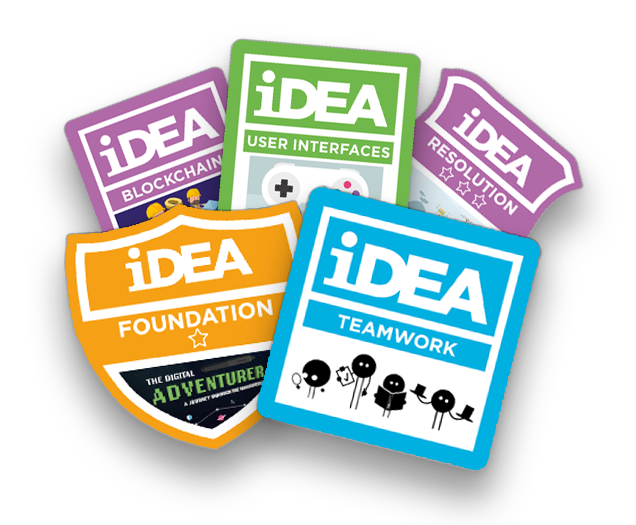 iDEA
BLOCKCHAIN
iDEA
USER INTERFACES
iDEA
RESOLUTION
iDEA
FOUNDATION
THE DIGITAL
ADVENTURER
iDEA
TEAMWORK